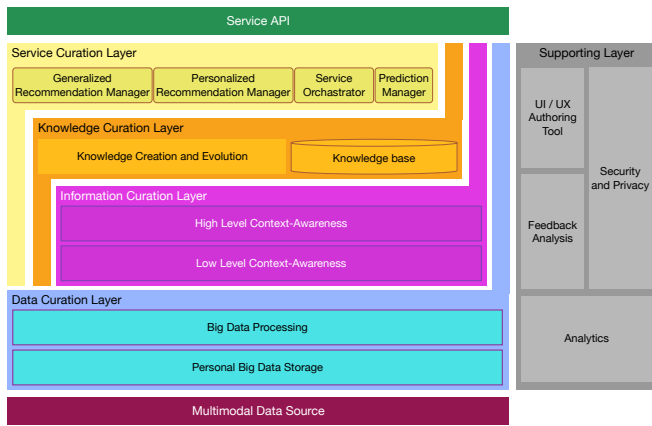 Service API
Service Curation Layer
Generalized
Recommendation Manager
Personalized
Recommendation Manager
Service
Orchastrator
Prediction
Manager
Knowledge Curation Layer
Knowledge Creation and Evolution
Knowledge base
Information Curation Layer
High Level Context-Awareness
Low Level Context-Awareness
Data Curation Layer
Big Data Processing
Personal Big Data Storage
Multimodal Data Source
Supporting Layer
UI / UX
Authoring
Tool
Security
and Privacy
Feedback
Analysis
Analytics